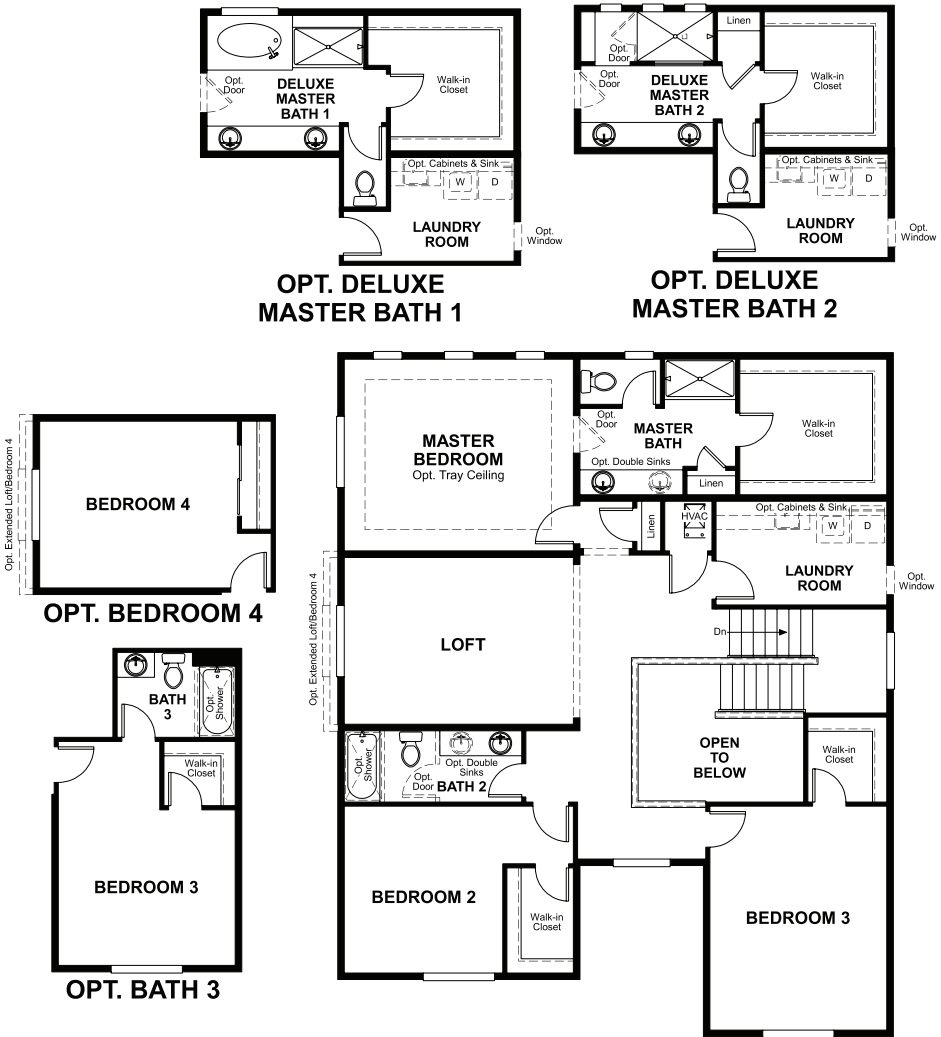 Opt.
Door
DELUXE
MASTER
BATH 1
Walk-in
Closet
Opt. Cabinets & Sink
W
D
LAUNDRY
ROOM
Opt.
Window
OPT. DELUXE
MASTER BATH 1
Linen
Opt.
Door
Opt.
Door
DELUXE
MASTER
BATH 2
Walk-in
Closet
Opt. Cabinets & Sink
W
D
LAUNDRY
ROOM
Opt.
Window
OPT. DELUXE
MASTER BATH 2
Opt. Extended Loft/Bedroom 4
BEDROOM 4
OPT. BEDROOM 4
BATH
3
Opt.
Shower
Walk-in
Closet
BEDROOM 3
OPT. BATH 3
MASTER
BEDROOM
Opt. Tray Ceiling
Opt.
Door
MASTER
BATH
Opt. Double Sinks
Linen
Walk-in
Closet
Linen
HVAC
Opt. Cabinets & Sink
W
D
LAUNDRY
ROOM
Opt.
Window
Opt. Extended Loft/Bedroom 4
LOFT
Dn
OPEN
TO
BELOW
Walk-in
Closet
Opt.
Shower
Opt.
Door
Opt. Double
Sinks
BATH 2
BEDROOM 2
Walk-in
Closet
BEDROOM 3